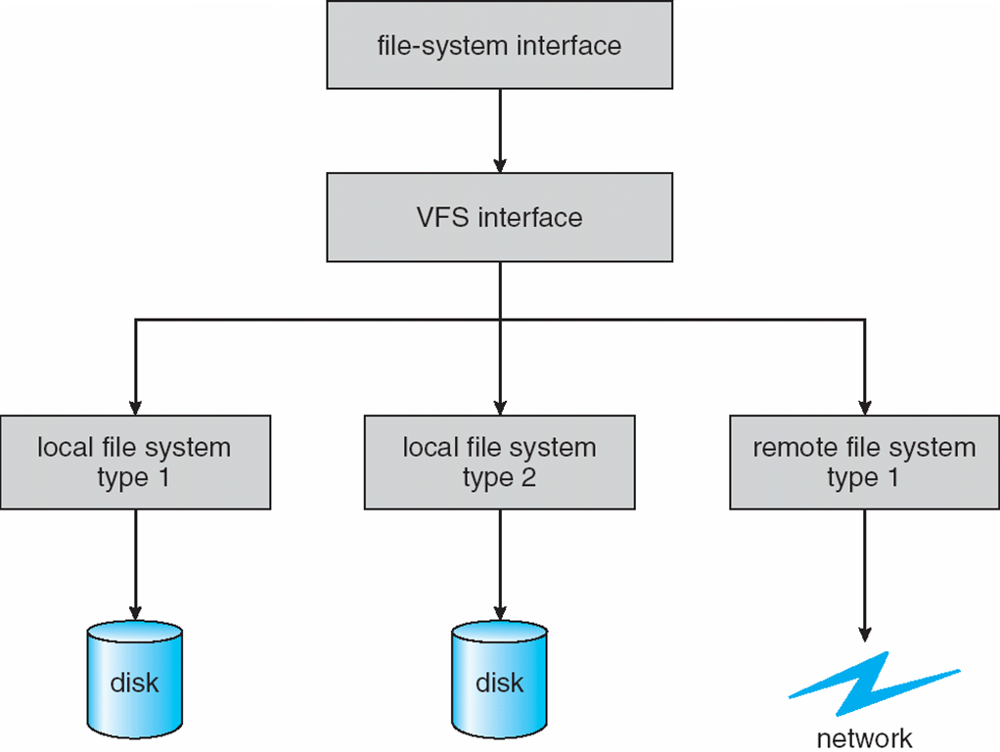 file-system interface
VFS interface
local file system
type 1
local file system
type 2
remote file system
type 1
disk
disk
network